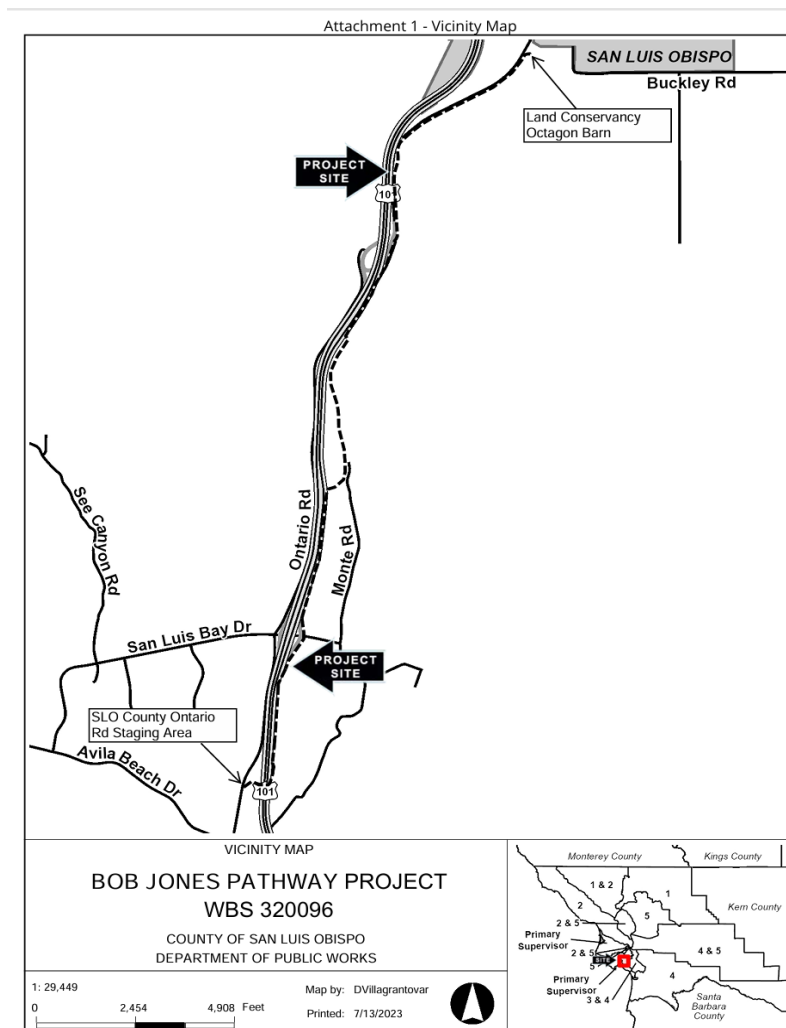 Attachment 1 - Vicinity Map
SAN LUIS OBISPO
Buckley Rd
Land Conservancy
Octagon Barn
PROJECT
SITE
101
See Canyon Rd
Ontario Rd
Monte Rd
San Luis Bay Dr
PROJECT
SITE
SLO County Ontario
Rd Staging Area
Avila Beach Dr
101
VICINITY MAP
BOB JONES PATHWAY PROJECT
WBS 320096
COUNTY OF SAN LUIS OBISPO
DEPARTMENT OF PUBLIC WORKS
1: 29,449
0 2,454 4,908 Feet
Map by: DVillagrantovar
Printed: 7/13/2023
Monterey County
Kings County
1 & 2
1
2
Kern County
5
2 & 5
Primary
Supervisor
2 & 5
4 & 5
SITE
5
Primary
Supervisor
4
3 & 4
Santa
Barbara
County